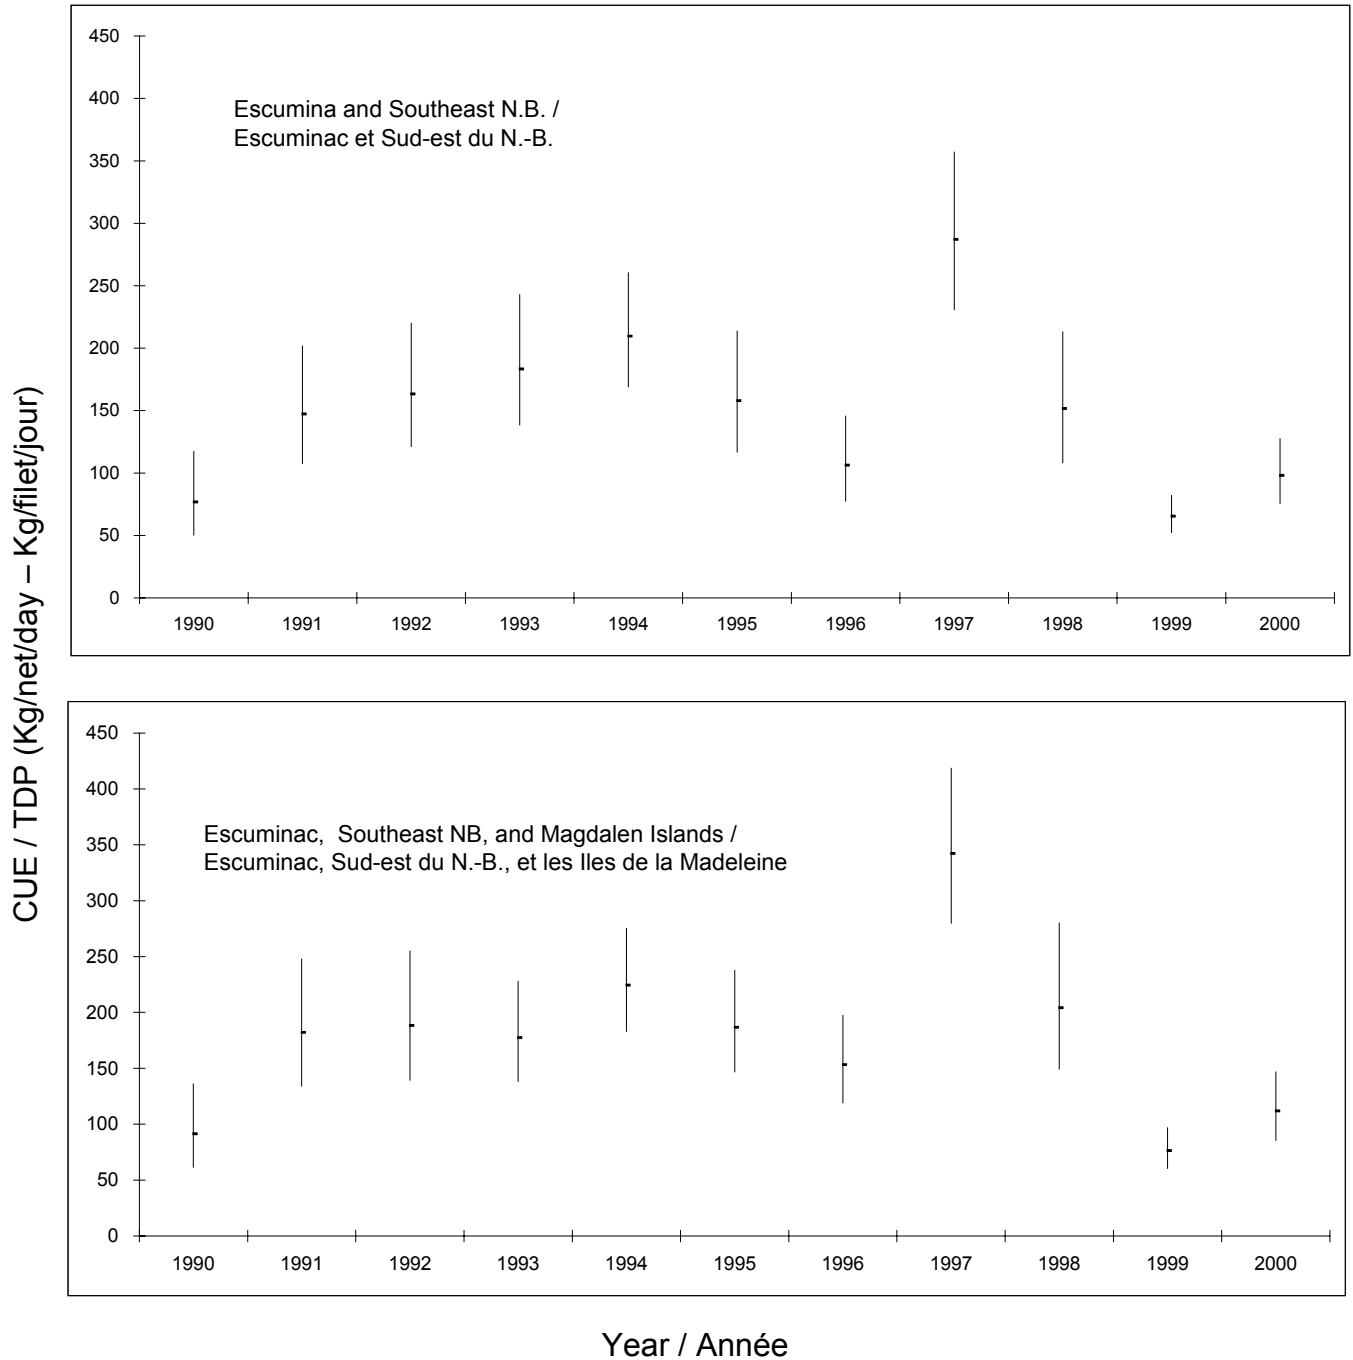 CUE / TDP (Kg/net/day – Kg/filet/jour)
450
400
350
300
250
200
150
100
50
0
Escumina and Southeast N.B. /
Escuminac et Sud-est du N.-B.
1990 1991 1992 1993 1994 1995 1996 1997 1998 1999 2000
450
400
350
300
250
200
150
100
50
0
Escuminac, Southeast NB, and Magdalen Islands /
Escuminac, Sud-est du N.-B., et les Iles de la Madeleine
1990 1991 1992 1993 1994 1995 1996 1997 1998 1999 2000
Year / Année